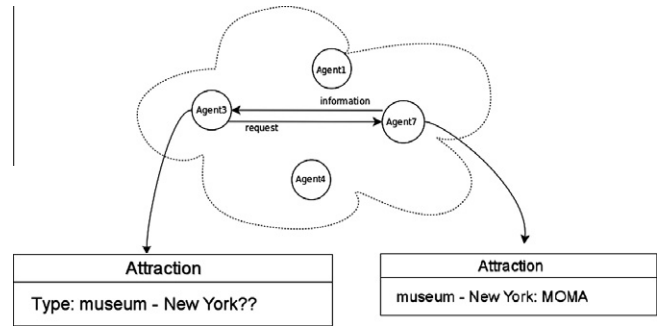 Agent1
information
Agent3
Agent7
request
Agent4
Attraction
Type: museum - New York??
Attraction
museum - New York: MOMA